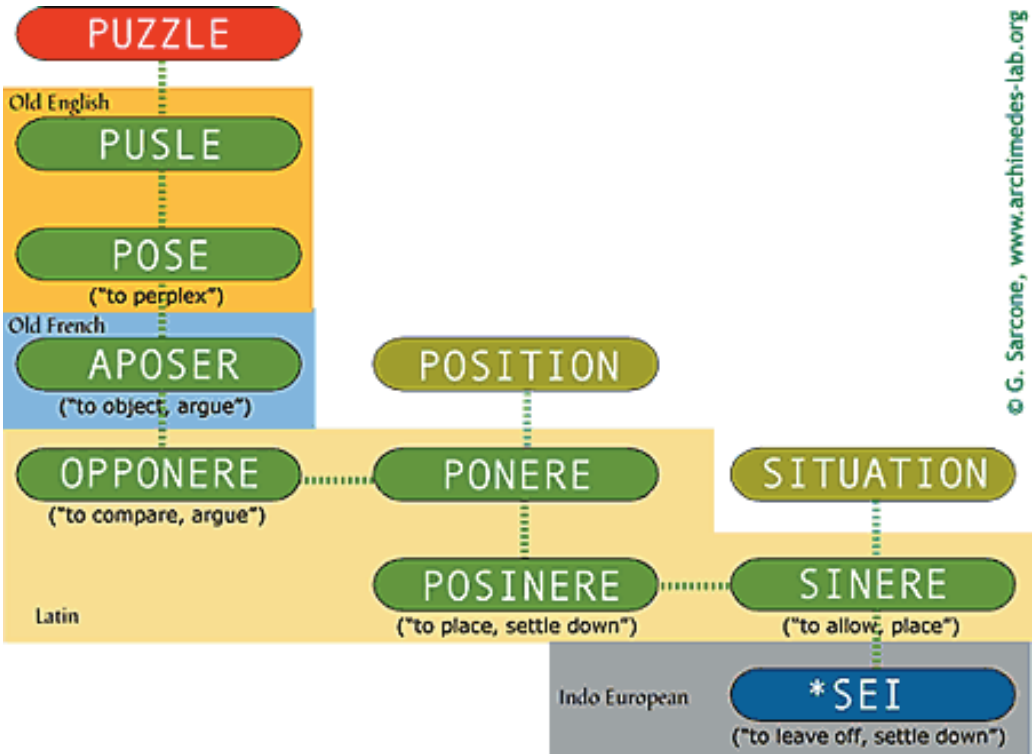 PUZZLE
Old English
PUSLE
POSE
("to perplex")
Old French
APOSER
("to object, argue")
POSITION
OPPONERE
("to compare, argue")
PONERE
SITUATION
POSINERE
("to place, settle down")
SINERE
("to allow, place")
Latin
Indo European
*SEI
("to leave off, settle down")
© G. Sarcone, www.archimedes-lab.org